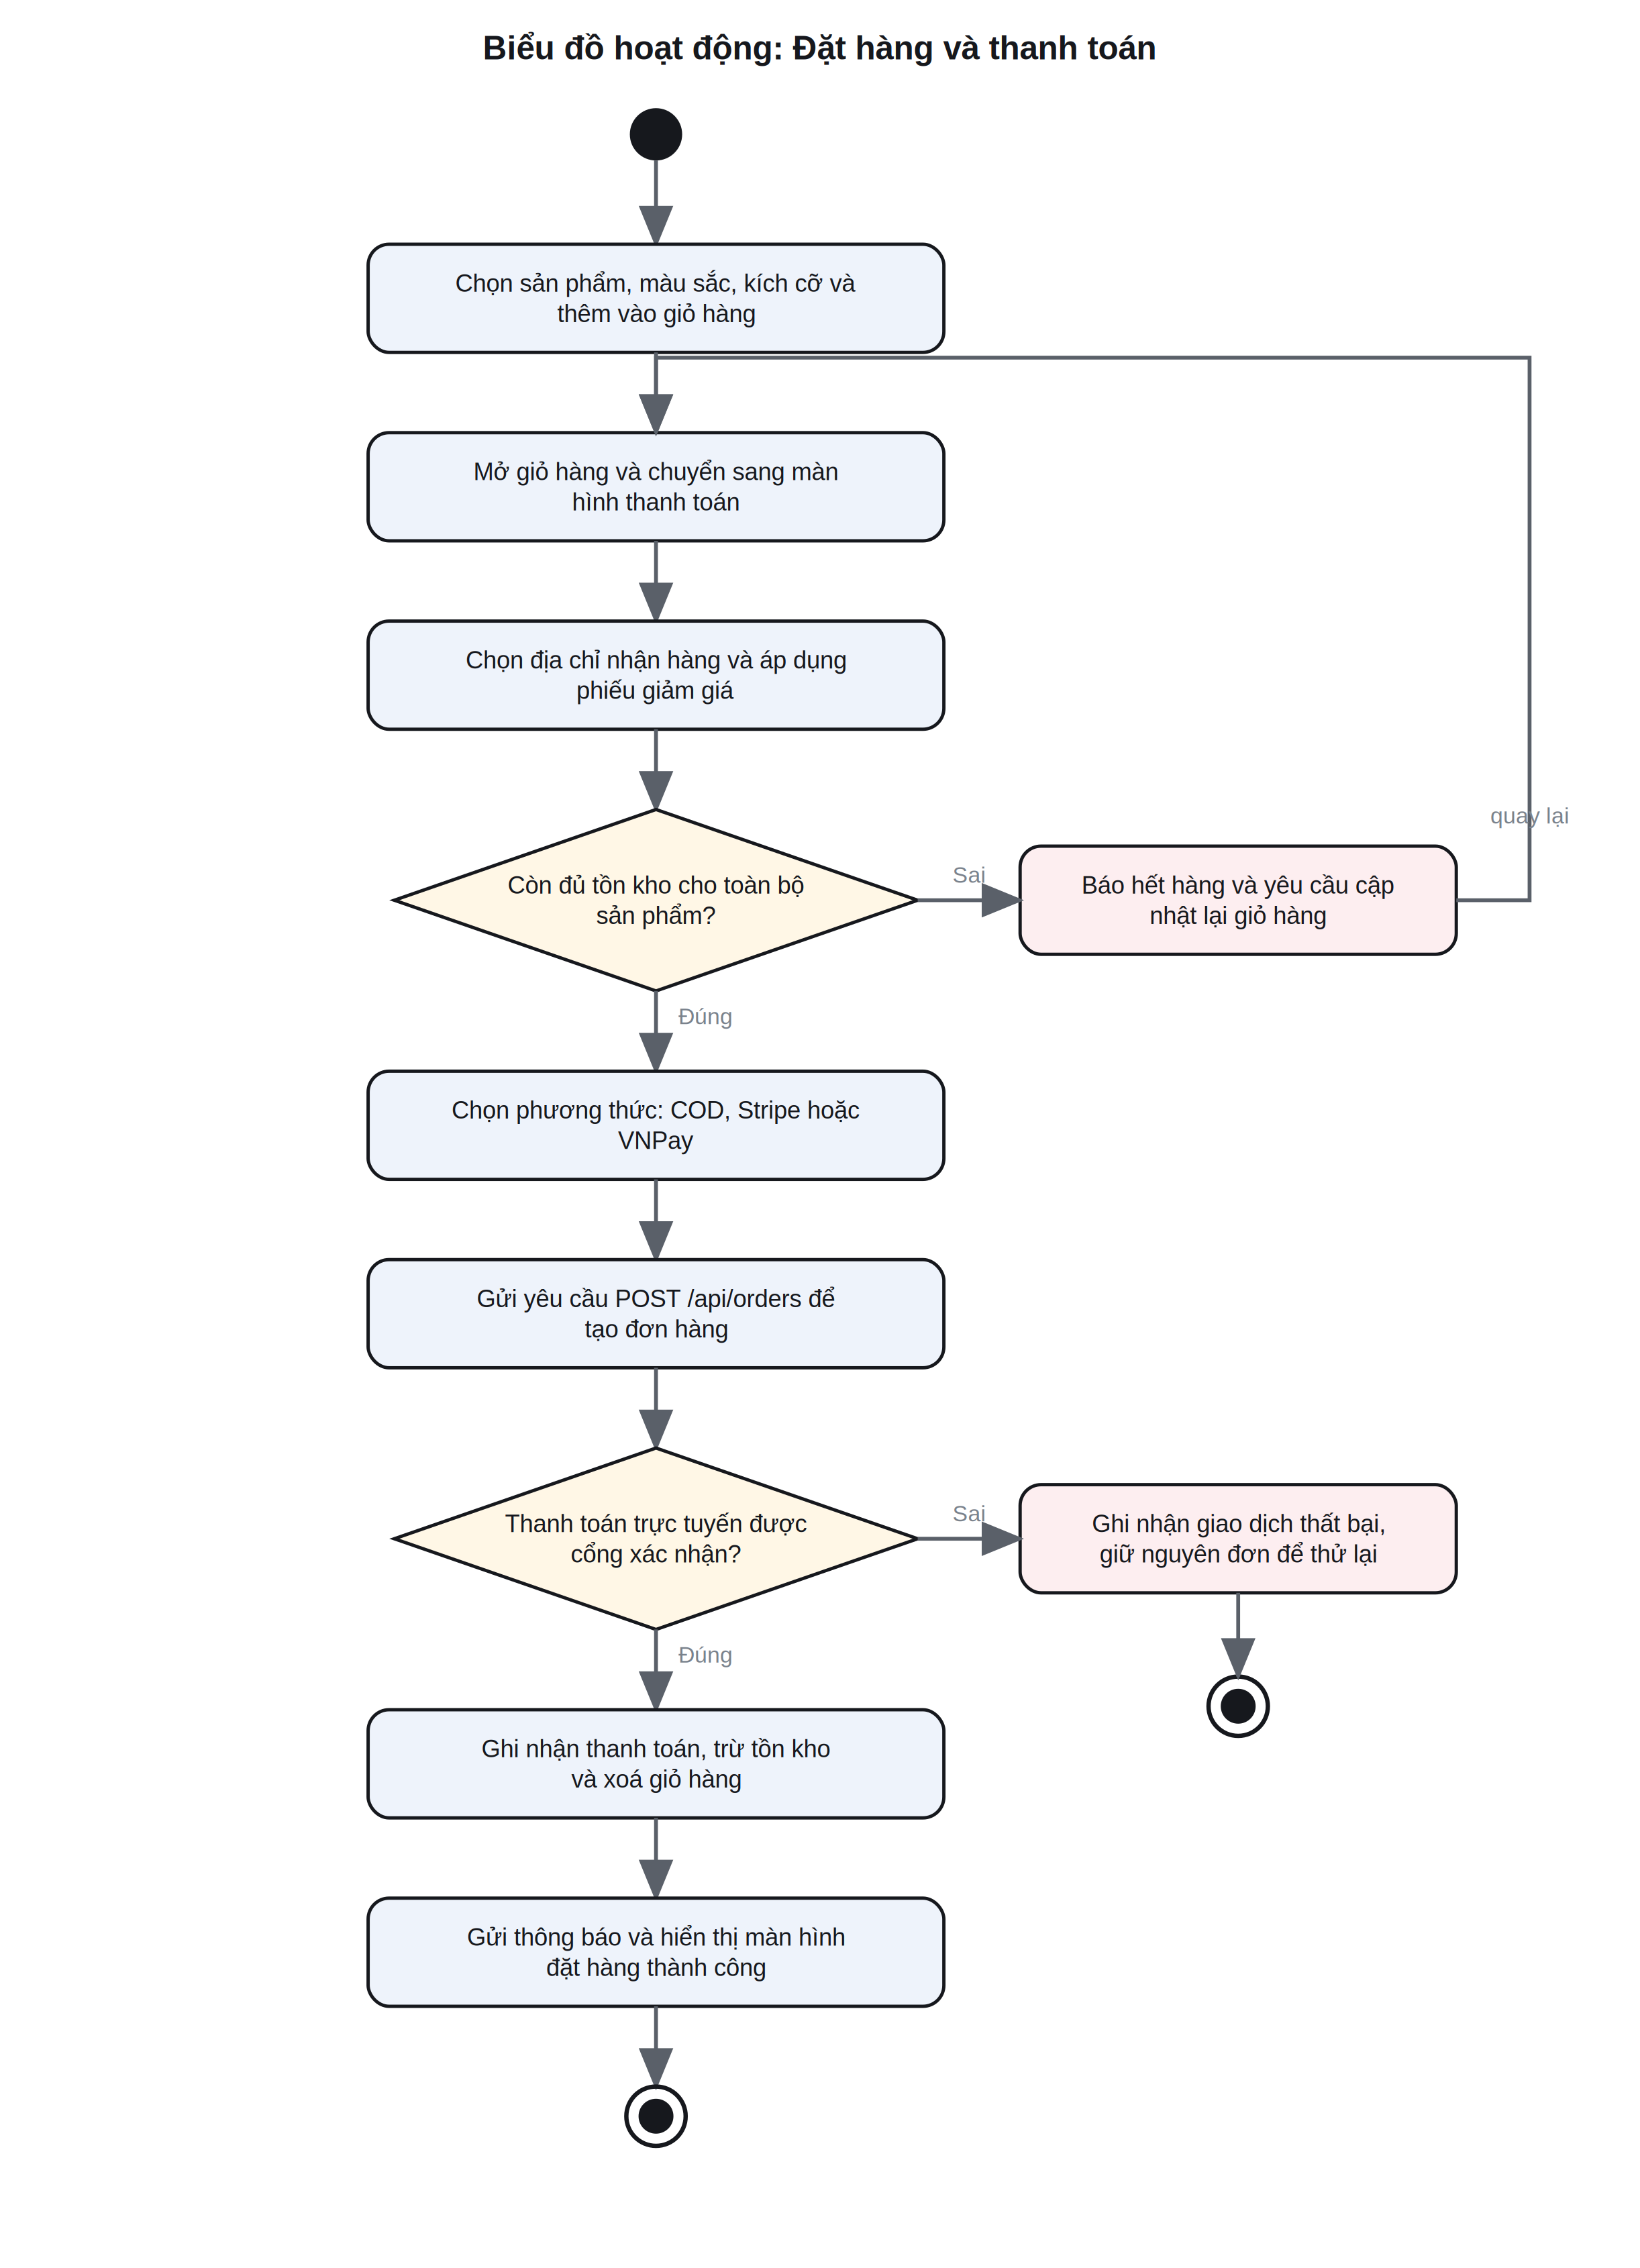 Biểu đồ hoạt động: Đặt hàng và thanh toán
Chọn sản phẩm, màu sắc, kích cỡ và
thêm vào giỏ hàng
Mở giỏ hàng và chuyển sang màn
hình thanh toán
Chọn địa chỉ nhận hàng và áp dụng
phiếu giảm giá
quay lại
Còn đủ tồn kho cho toàn bộ
sản phẩm?
Sai
Báo hết hàng và yêu cầu cập
nhật lại giỏ hàng
Đúng
Chọn phương thức: COD, Stripe hoặc
VNPay
Gửi yêu cầu POST /api/orders để
tạo đơn hàng
Thanh toán trực tuyến được
cổng xác nhận?
Sai
Ghi nhận giao dịch thất bại,
giữ nguyên đơn để thử lại
Đúng
Ghi nhận thanh toán, trừ tồn kho
và xoá giỏ hàng
Gửi thông báo và hiển thị màn hình
đặt hàng thành công